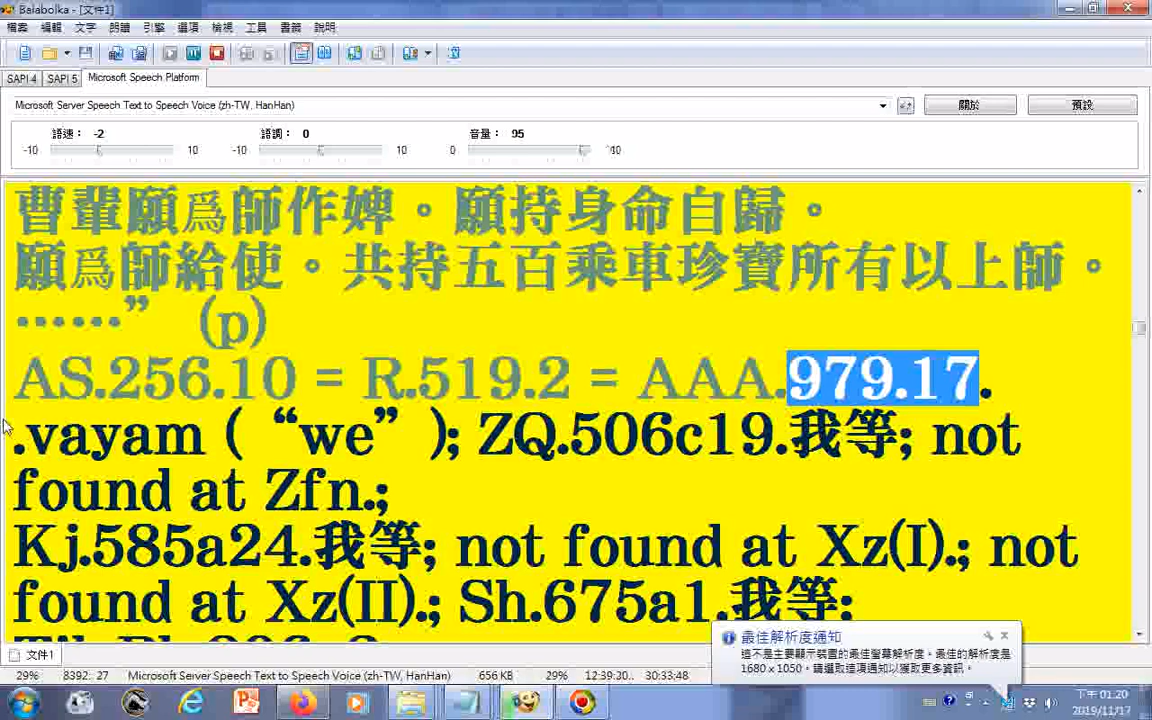 Balabolka - [文件1]
檔案 編輯 文字 朗讀 引擎 選項 檢視 工具 書籤 說明
SAPI 4 SAPI 5 Microsoft Speech Platform
Microsoft Server Speech Text to Speech Voice (zh-TW, HanHan) 關於 預設
語速： -2 語調： 0 音量： 95
-10 10 -10 10 0 100
曹輩願爲師作婢。願持身命自歸。
願爲師給使。共持五百乘車珍寶所有以上師。
……” (p)
AS.256.10 = R.519.2 = AAA.979.17.
.vayam (“we”); ZQ.506c19.我等; not
found at Zfn.;
Kj.585a24.我等; not found at Xz(I).; not
found at Xz(II).; Sh.675a1.我等;
最佳解析度通知
這不是主要顯示裝置的最佳螢幕解析度。最佳的解析度是
1680 x 1050。請選取這項通知以獲取更多資訊。
文件1
29% 8392: 27 Microsoft Server Speech Text to Speech Voice (zh-TW, HanHan) 656 KB 29% 12:39:20... 30:33:48
下午 01:20
2019/11/17